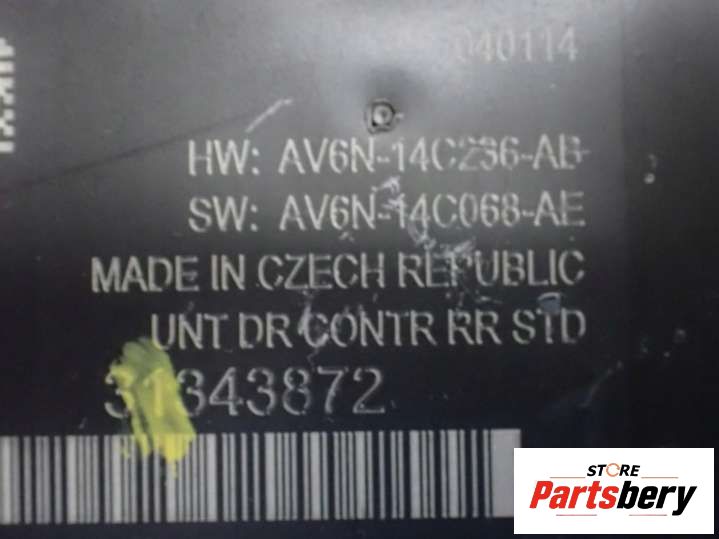 040114
HW: AV6N-14C236-AB
SW: AV6N-14C068-AE
MADE IN CZECH REPUBLIC
UNT DR CONTR RR STD
31343872
STORE
Partsbery